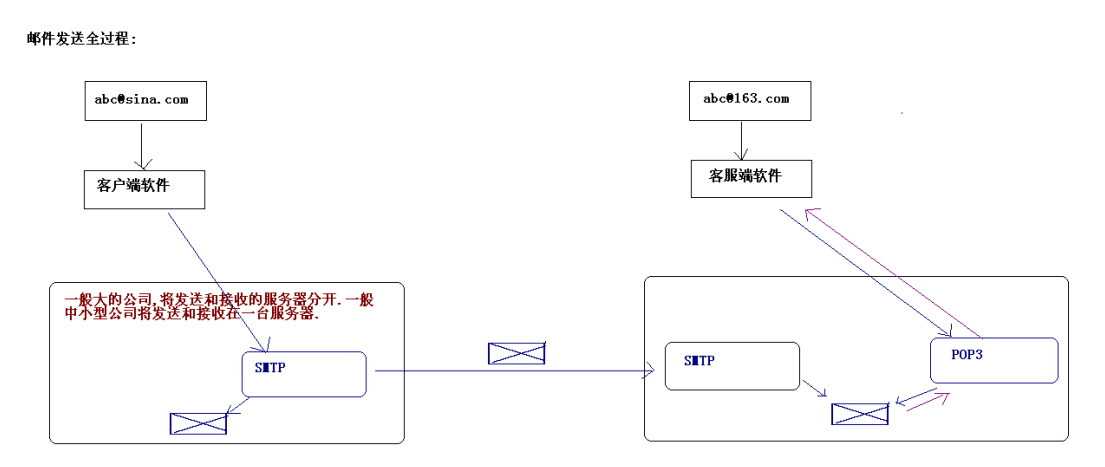 邮件发送全过程:
abc@sina.com
abc@163.com
客户端软件
客服端软件
一般大的公司,将发送和接收的服务器分开.一般
中小型公司将发送和接收在一台服务器.
SMTP
SMTP
POP3